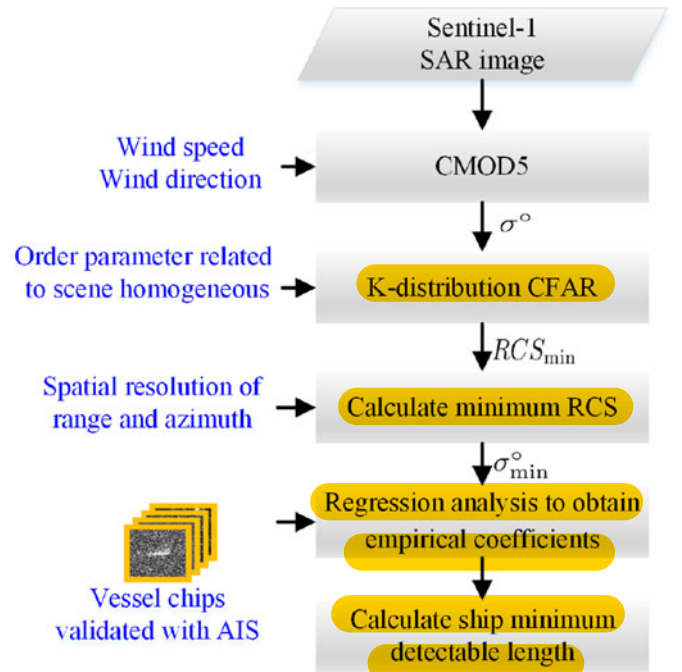 Sentinel-1
SAR image
Wind speed
Wind direction
CMOD5
σ°
Order parameter related
to scene homogeneous
K-distribution CFAR
RCS_min
Spatial resolution of
range and azimuth
Calculate minimum RCS
σ°_min
Regression analysis to obtain
empirical coefficients
Vessel chips
validated with AIS
Calculate ship minimum
detectable length